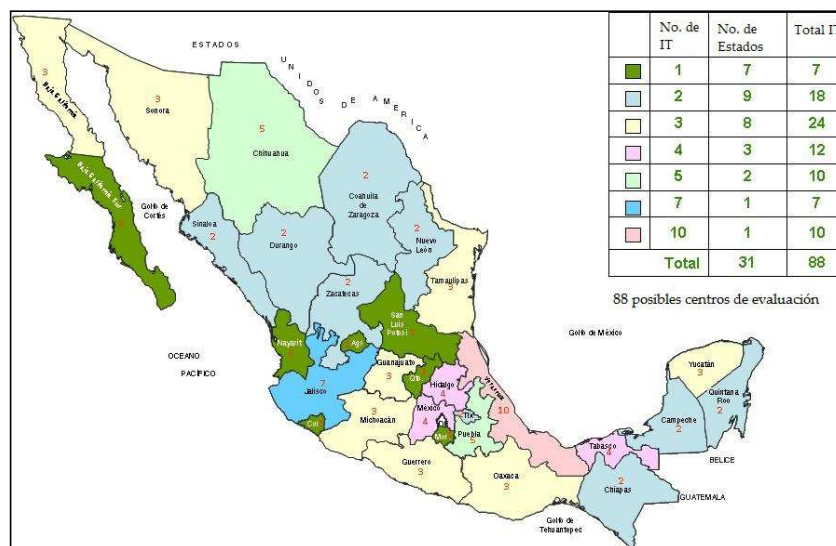 No. de IT No. de Estados Total IT
1 7 7
2 9 18
3 8 24
4 3 12
5 2 10
7 1 7
10 1 10
Total 31 88
88 posibles centros de evaluación
ESTADOS
UNIDOS DE AMERICA
3
Baja California
3
Sonora
5
Chihuahua
Baja California Sur
Golfo de
Cortés
2
Coahuila
de
Zaragoza
Sinaloa
2
Durango
2
2
Nuevo
León
Tamaulipas
3
2
Zacatecas
San
Luis
Potosí
Nayarit
Ags
Guanajuato
3
Qro
Hidalgo
4
OCEANO
PACÍFICO
7
Jalisco
Col
Michoacán
3
México
4
DF
Mor
Tlx
Puebla
5
Veracruz
10
Guerrero
3
Oaxaca
3
Golfo de
Tehuantepec
Golfo de México
Yucatán
3
Quintana
Roo
2
Campeche
2
Tabasco
4
2
Chiapas
BELICE
GUATEMALA